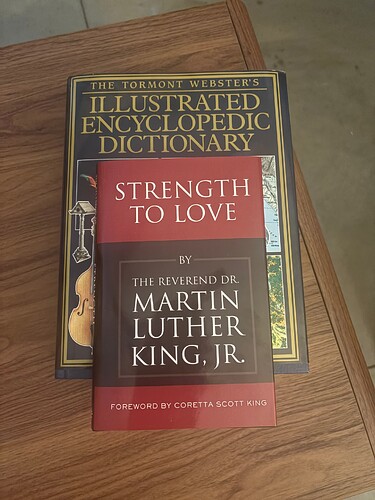 THE TORMONT WEBSTER'S
ILLUSTRATED
ENCYCLOPEDIC
DICTIONARY
STRENGTH
TO LOVE
BY
THE REVEREND DR.
MARTIN
LUTHER
KING, JR.
FOREWORD BY CORETTA SCOTT KING